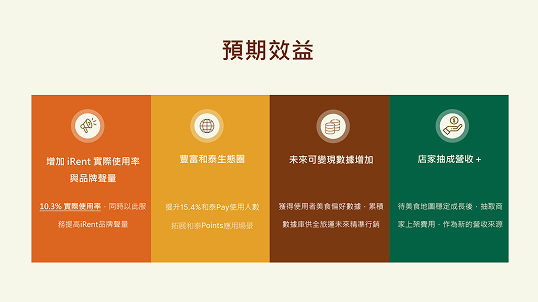 預期效益
增加 iRent 實際使用率
與品牌聲量
10.3% 實際使用率，同時以此服
務提高iRent品牌聲量
豐富和泰生態圈
提升15.4%和泰Pay使用人數
拓展和泰Points應用場景
未來可變現數據增加
獲得使用者美食偏好數據，累積
數據庫供全旅運未來精準行銷
店家抽成營收 +
待美食地圖穩定成長後，抽取商
家上架費用，作為新的營收來源